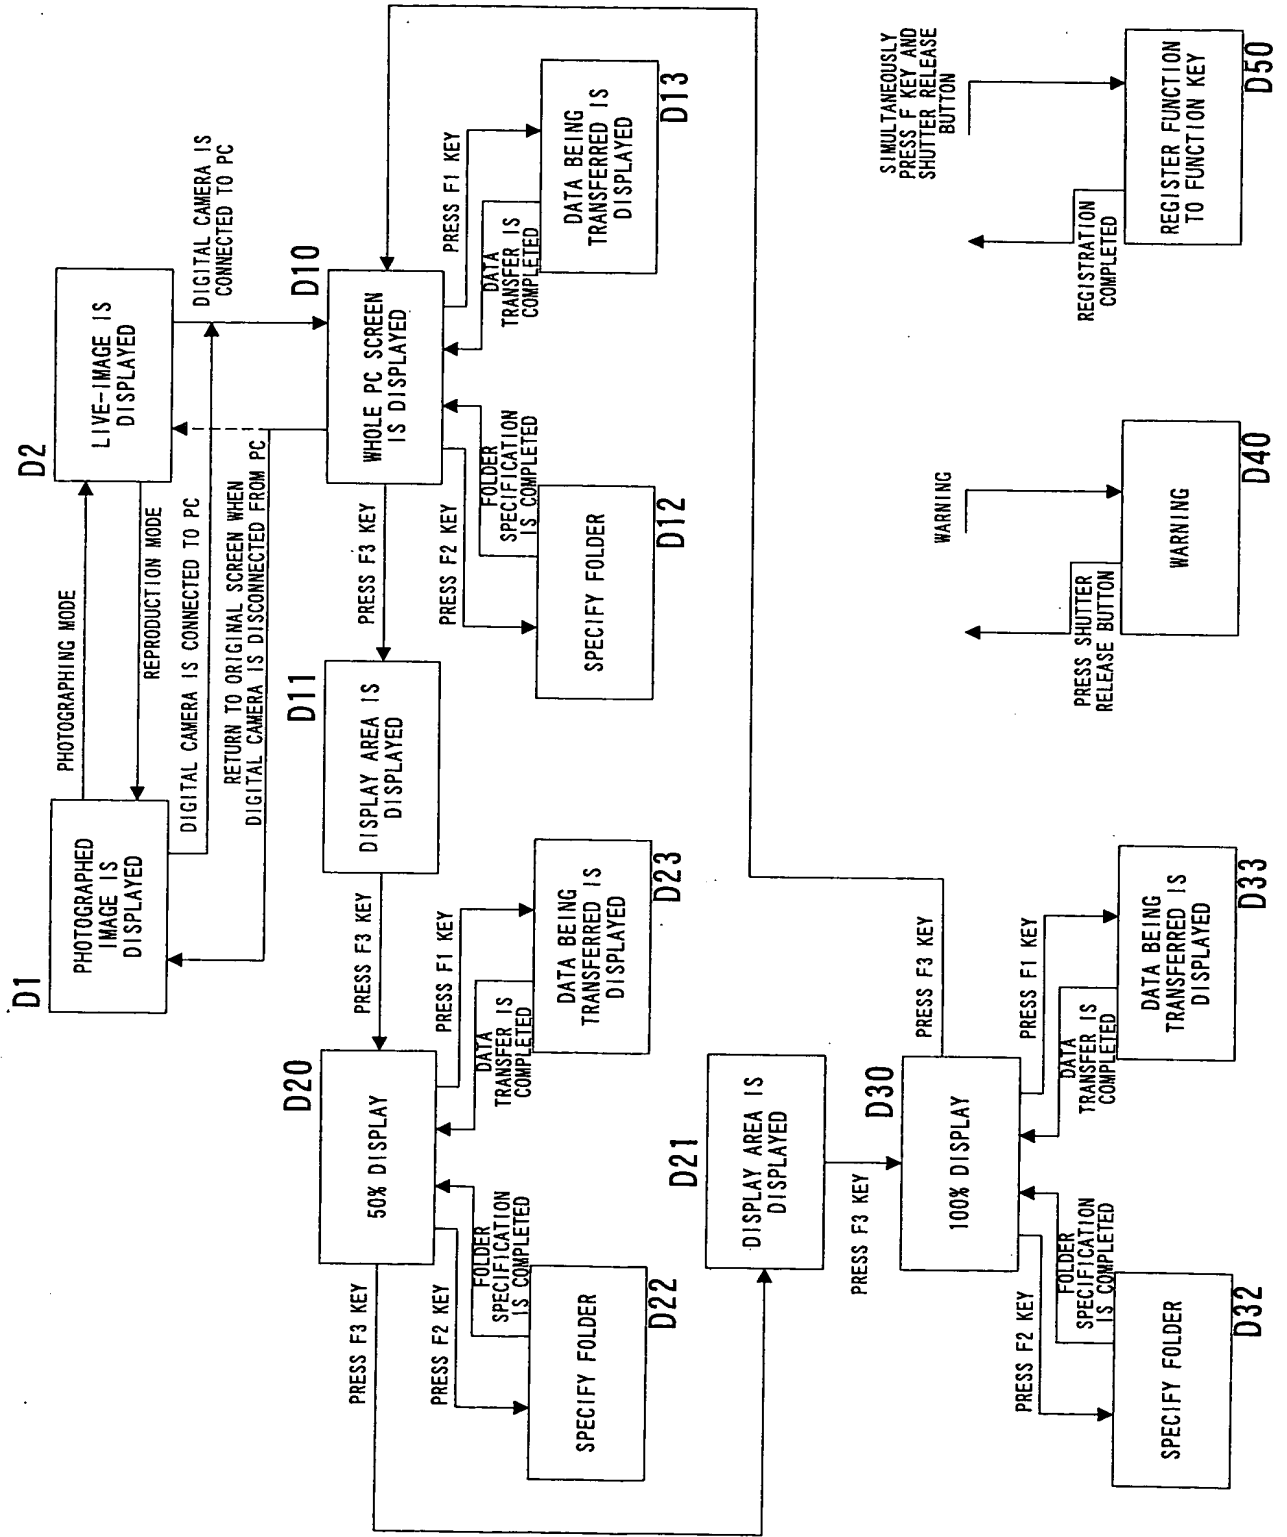 D1
PHOTOGRAPHED
IMAGE IS
DISPLAYED
PHOTOGRAPHING MODE
REPRODUCTION MODE
D2
LIVE-IMAGE IS
DISPLAYED
DIGITAL CAMERA IS CONNECTED TO PC
RETURN TO ORIGINAL SCREEN WHEN
DIGITAL CAMERA IS DISCONNECTED FROM PC
DIGITAL CAMERA IS
CONNECTED TO PC
D20
50% DISPLAY
PRESS F3 KEY
D11
DISPLAY AREA IS
DISPLAYED
PRESS F3 KEY
D10
WHOLE PC SCREEN
IS DISPLAYED
PRESS F3 KEY
PRESS F2 KEY
FOLDER
SPECIFICATION
IS COMPLETED
DATA
TRANSFER IS
COMPLETED
PRESS F1 KEY
PRESS F2 KEY
FOLDER
SPECIFICATION
IS COMPLETED
DATA
TRANSFER IS
COMPLETED
PRESS F1 KEY
SPECIFY FOLDER
D22
DATA BEING
TRANSFERRED IS
DISPLAYED
D23
SPECIFY FOLDER
D12
DATA BEING
TRANSFERRED IS
DISPLAYED
D13
D21
DISPLAY AREA IS
DISPLAYED
PRESS F3 KEY
D30
100% DISPLAY
PRESS F3 KEY
PRESS F2 KEY
FOLDER
SPECIFICATION
IS COMPLETED
DATA
TRANSFER IS
COMPLETED
PRESS F1 KEY
SPECIFY FOLDER
D32
DATA BEING
TRANSFERRED IS
DISPLAYED
D33
PRESS SHUTTER
RELEASE BUTTON
WARNING
WARNING
D40
REGISTRATION
COMPLETED
SIMULTANEOUSLY
PRESS F KEY AND
SHUTTER RELEASE
BUTTON
REGISTER FUNCTION
TO FUNCTION KEY
D50